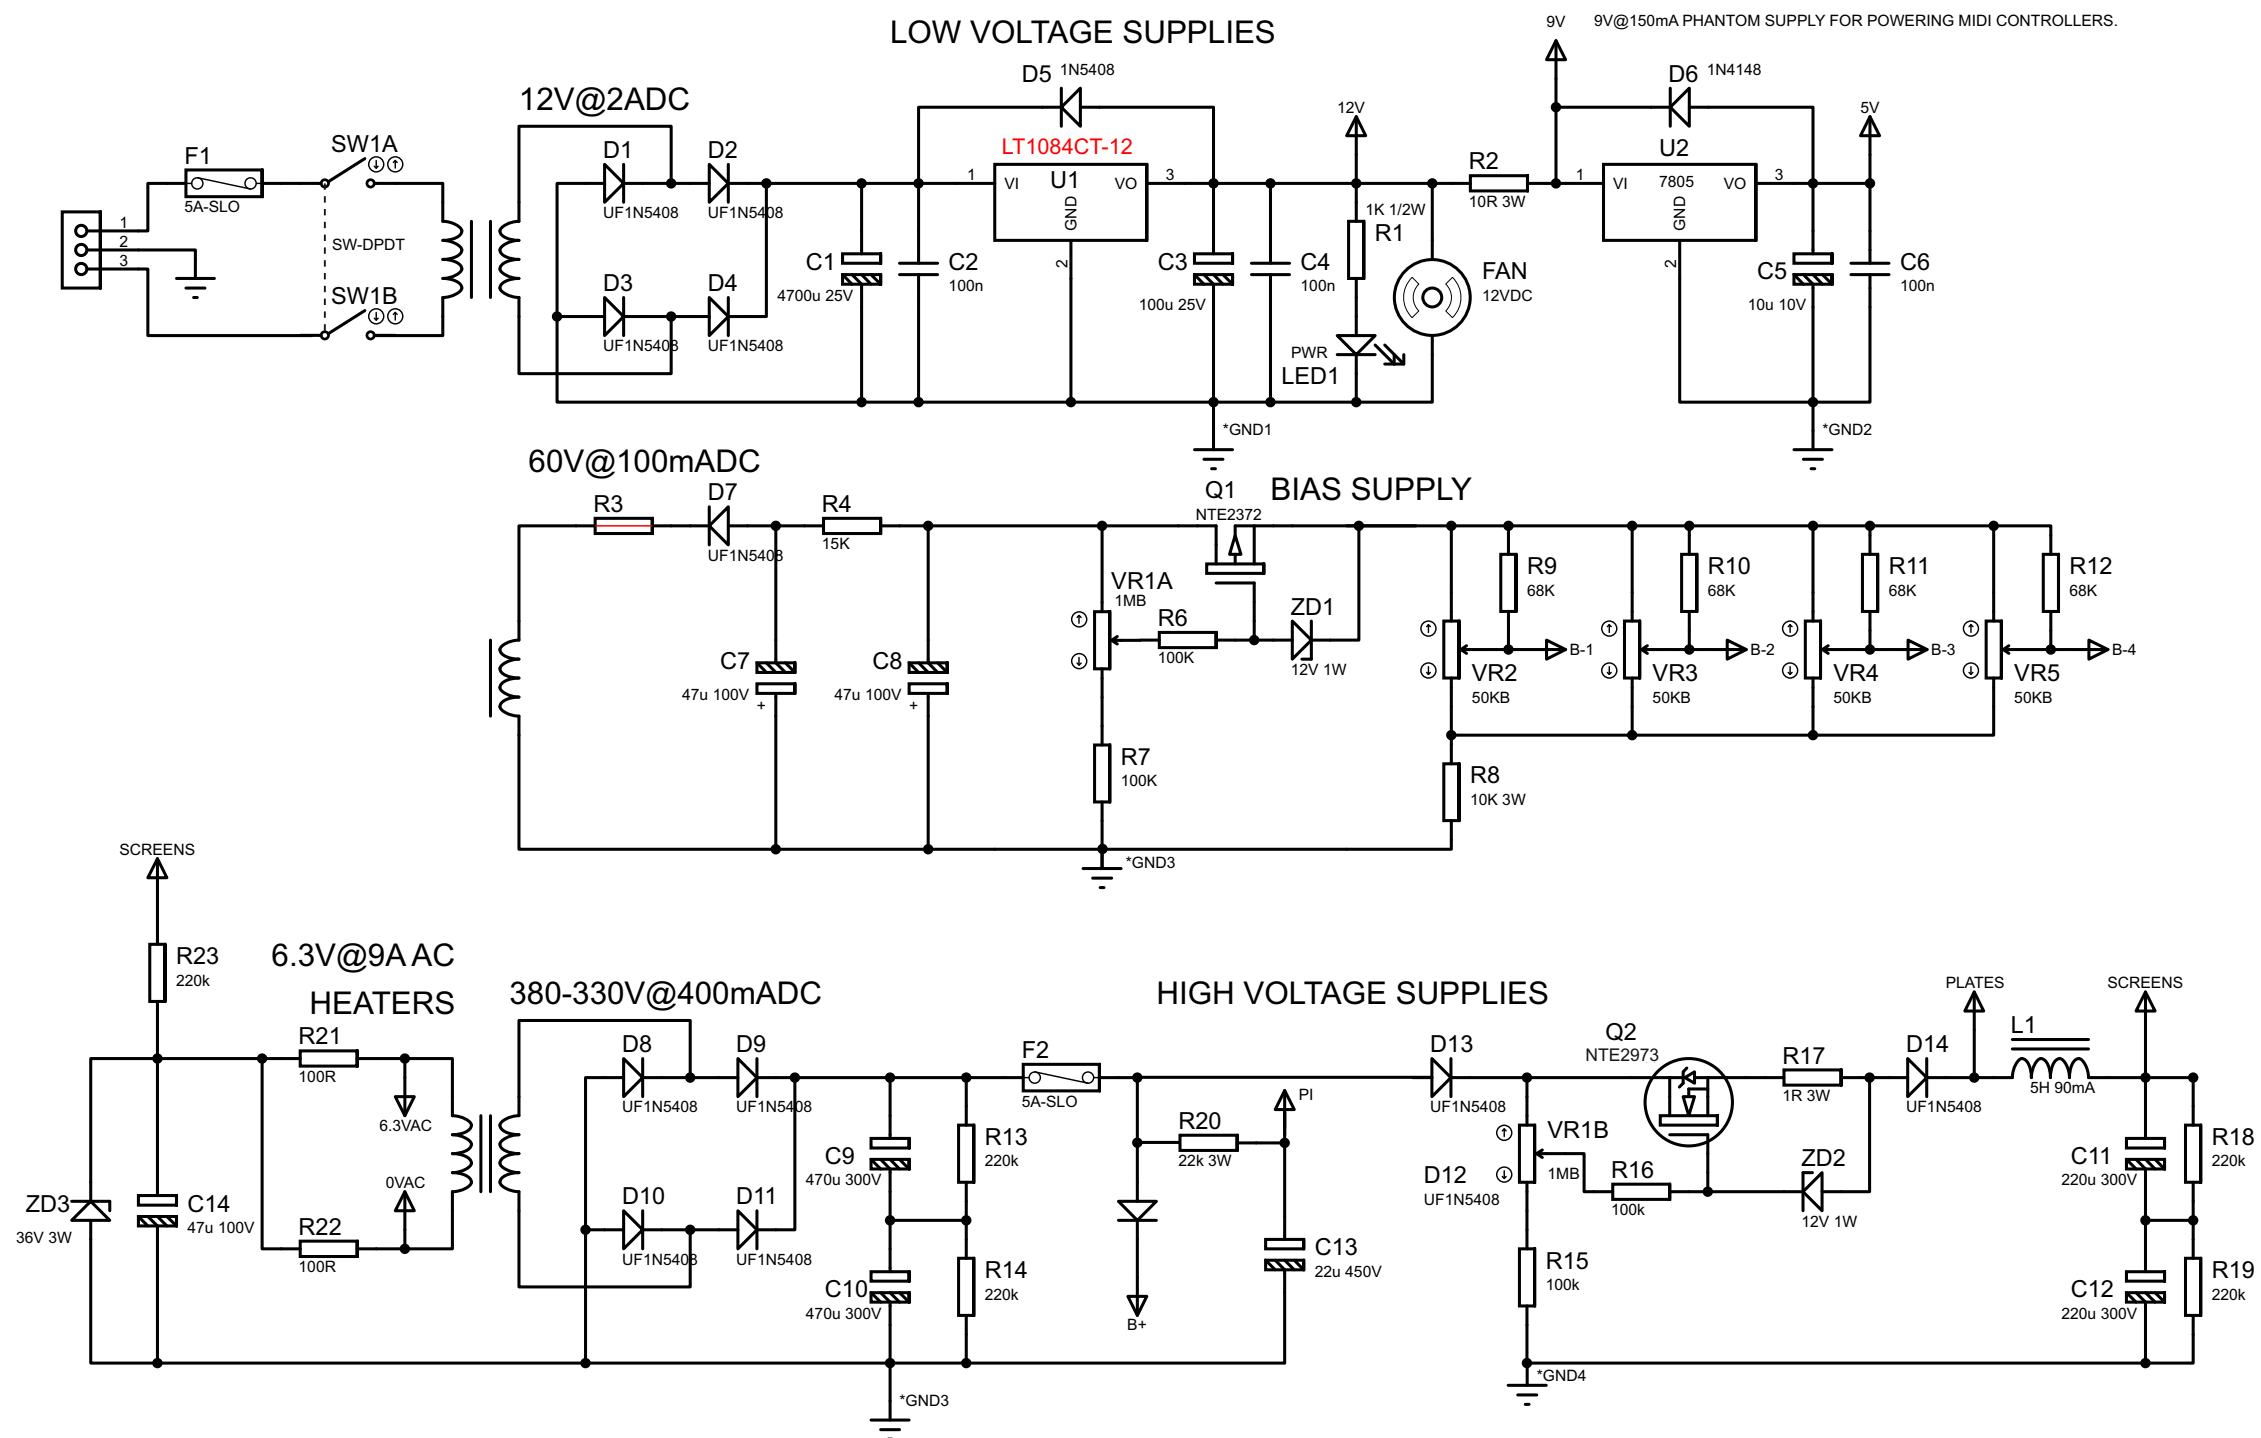 LOW VOLTAGE SUPPLIES
9V
9V@150mA PHANTOM SUPPLY FOR POWERING MIDI CONTROLLERS.
12V@2ADC
D5 1N5408
D6 1N4148
12V
5V
F1
5A-SLO
SW1A
SW-DPDT
SW1B
1
2
3
D1
UF1N5408
D2
UF1N5408
D3
UF1N5408
D4
UF1N5408
C1
4700u 25V
C2
100n
LT1084CT-12
1
VI
U1
VO
3
GND
2
C3
100u 25V
C4
100n
1K 1/2W
R1
PWR
LED1
FAN
12VDC
R2
10R 3W
1
VI
U2
7805
VO
3
GND
2
C5
10u 10V
C6
100n
*GND1
*GND2
60V@100mADC
BIAS SUPPLY
R3
D7
UF1N5408
R4
15K
C7
47u 100V
+
C8
47u 100V
+
Q1
NTE2372
VR1A
1MB
R6
100K
ZD1
12V 1W
R7
100K
*GND3
R9
68K
R10
68K
R11
68K
R12
68K
B-1
B-2
B-3
B-4
VR2
50KB
VR3
50KB
VR4
50KB
VR5
50KB
R8
10K 3W
SCREENS
R23
220k
6.3V@9A AC
HEATERS
R21
100R
6.3VAC
0VAC
R22
100R
ZD3
36V 3W
C14
47u 100V
380-330V@400mADC
HIGH VOLTAGE SUPPLIES
D8
UF1N5408
D9
UF1N5408
D10
UF1N5408
D11
UF1N5408
C9
470u 300V
C10
470u 300V
R13
220k
R14
220k
F2
5A-SLO
R20
22k 3W
PI
B+
C13
22u 450V
*GND3
D13
UF1N5408
D12
UF1N5408
VR1B
1MB
R15
100k
R16
100k
Q2
NTE2973
R17
1R 3W
ZD2
12V 1W
D14
UF1N5408
PLATES
L1
5H 90mA
SCREENS
C11
220u 300V
R18
220k
C12
220u 300V
R19
220k
*GND4